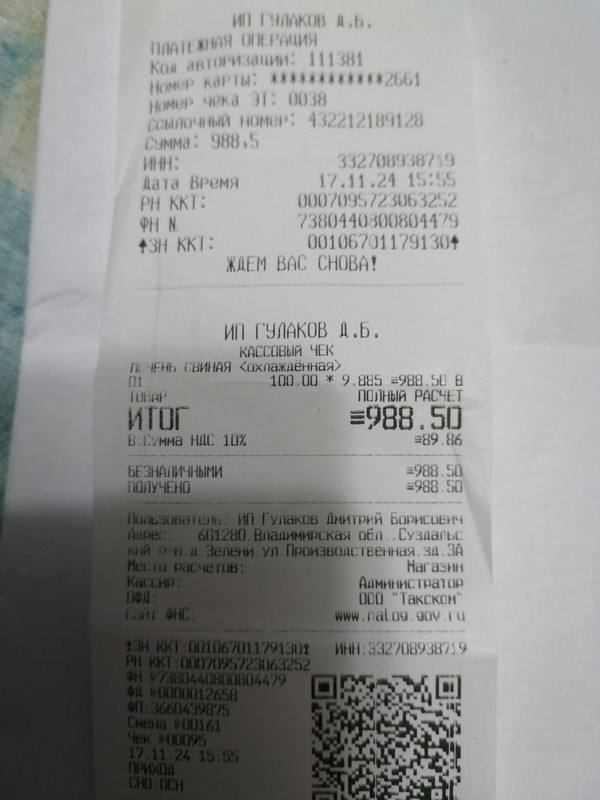 ИП ГУЛАКОВ Д.Б.
ПЛАТЕЖНАЯ ОПЕРАЦИЯ
Код авторизации: 111381
Номер карты: ************2661
Номер чека ЭТ: 0038
Ссылочный номер: 432212189128
Сумма: 988,5
ИНН: 332708938719
Дата Время 17.11.24 15:55
РН ККТ: 0007095723063252
ФН № 7380440800804479
↑ЗН ККТ: 00106701179130↑
ЖДЕМ ВАС СНОВА!
ИП ГУЛАКОВ Д.Б.
КАССОВЫЙ ЧЕК
ПЕЧЕНЬ СВИНАЯ <охлаждённая>
01 100.00 * 9.885 =988.50 В
ТОВАР ПОЛНЫЙ РАСЧЕТ
ИТОГ =988.50
В:Сумма НДС 10% =89.86
БЕЗНАЛИЧНЫМИ =988.50
ПОЛУЧЕНО =988.50
Пользователь: ИП Гулаков Дмитрий Борисович
Адрес: 601280.Владимирская обл..Суздальс
кий р-н.д.Зелени.ул.Производственная.зд.3А
Место расчетов: Магазин
Кассир: Администратор
ОФД: ООО "Такском"
Сайт ФНС: www.nalog.gov.ru
↑ЗН ККТ:00106701179130↑ ИНН:332708938719
РН ККТ:0007095723063252
ФН №7380440800804479
ФД №0000012658
ФП:3660439875
Смена №00161
Чек №00095
17.11.24 15:55
ПРИХОД
СНО:ОСН